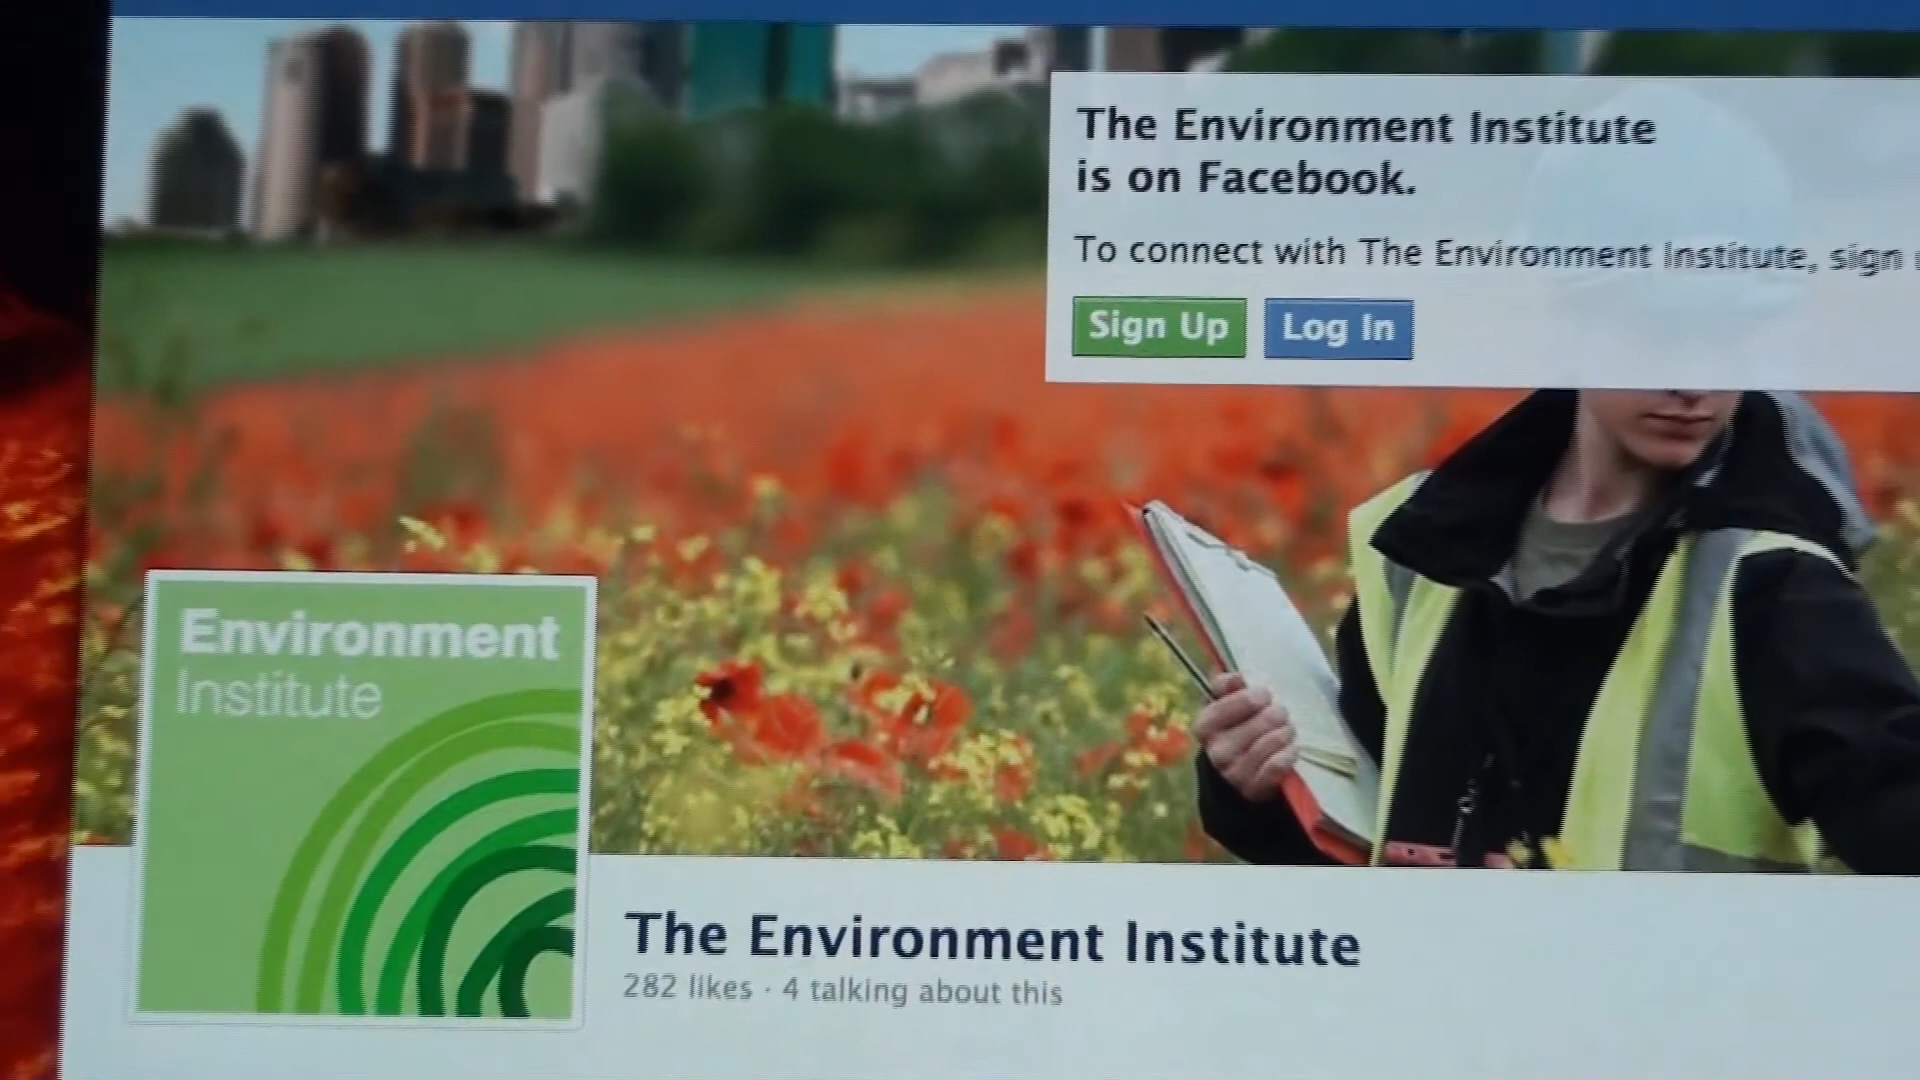 The Environment Institute
is on Facebook.
To connect with The Environment Institute, sign
Sign Up
Log In
Environment
Institute
The Environment Institute
282 likes · 4 talking about this